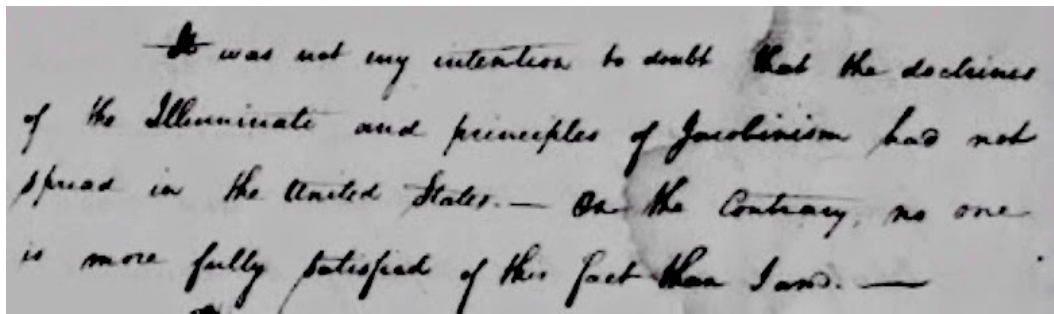 It was not my intention to doubt that the doctrines
of the Illuminati and principles of Jacobinism had not
spread in the United States. — On the Contrary, no one
is more fully satisfied of this fact than I am. —